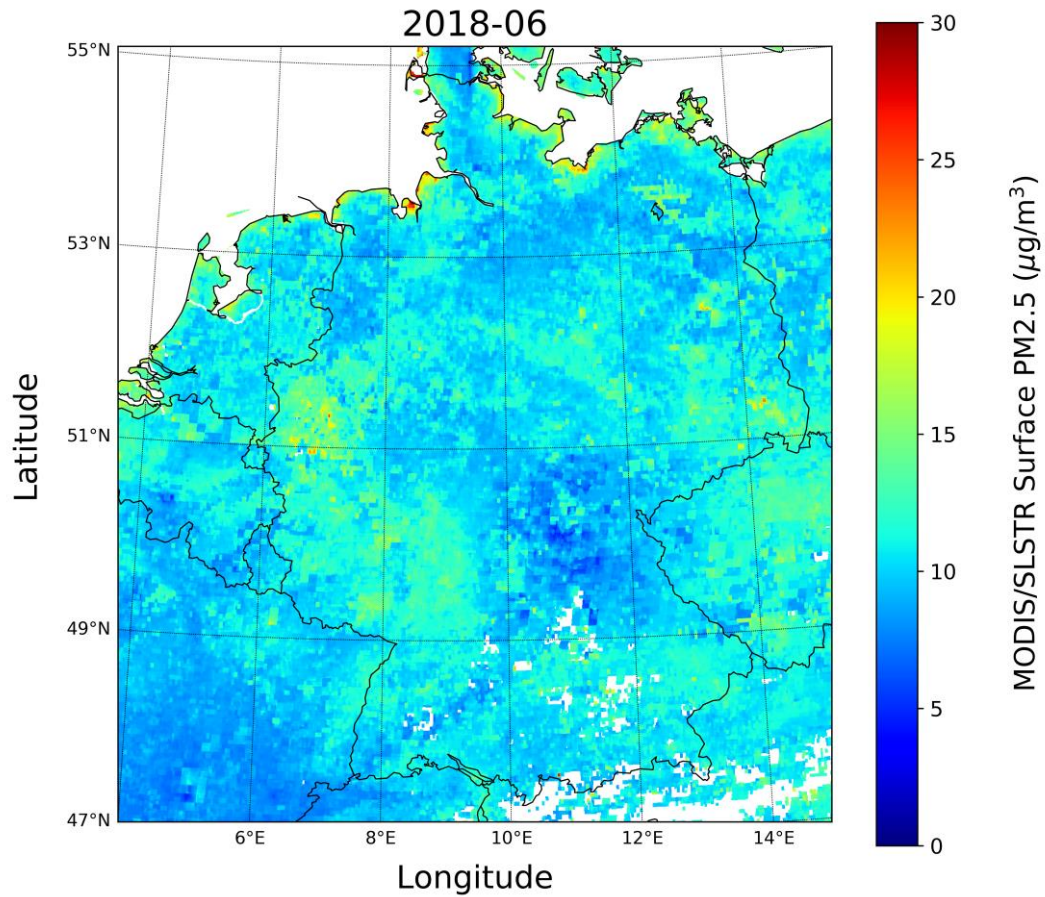 2018-06
55°N
53°N
51°N
49°N
47°N
Latitude
6°E
8°E
10°E
12°E
14°E
Longitude
30
25
20
15
10
5
0
MODIS/SLSTR Surface PM2.5 (µg/m³)